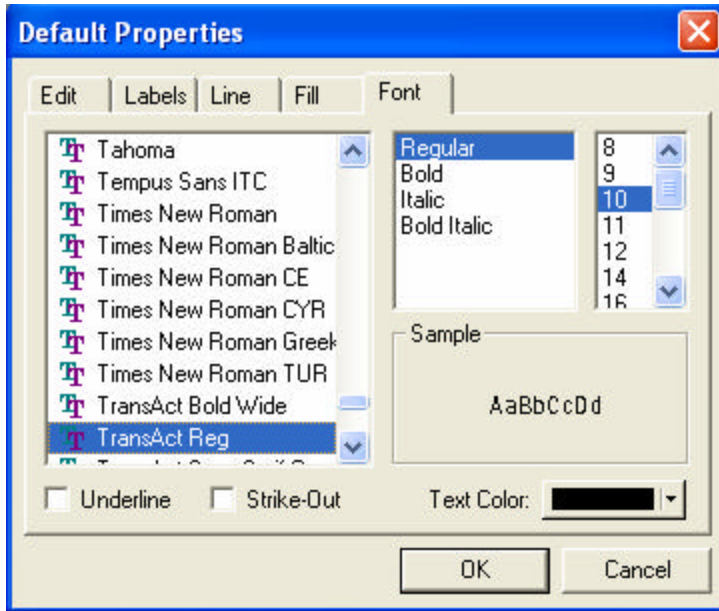 Default Properties
Edit Labels Line Fill Font
Tahoma
Tempus Sans ITC
Times New Roman
Times New Roman Baltic
Times New Roman CE
Times New Roman CYR
Times New Roman Greek
Times New Roman TUR
TransAct Bold Wide
TransAct Reg
Regular
Bold
Italic
Bold Italic
8
9
10
11
12
14
16
Sample
AaBbCcDd
Underline Strike-Out Text Color:
OK Cancel